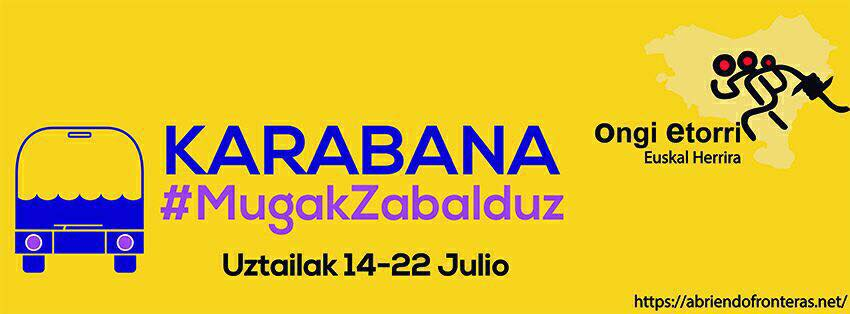 KARABANA
#MugakZabalduz
Uztailak 14-22 Julio
ongi etorri
Euskal Herrira
https://abriendofronteras.net/